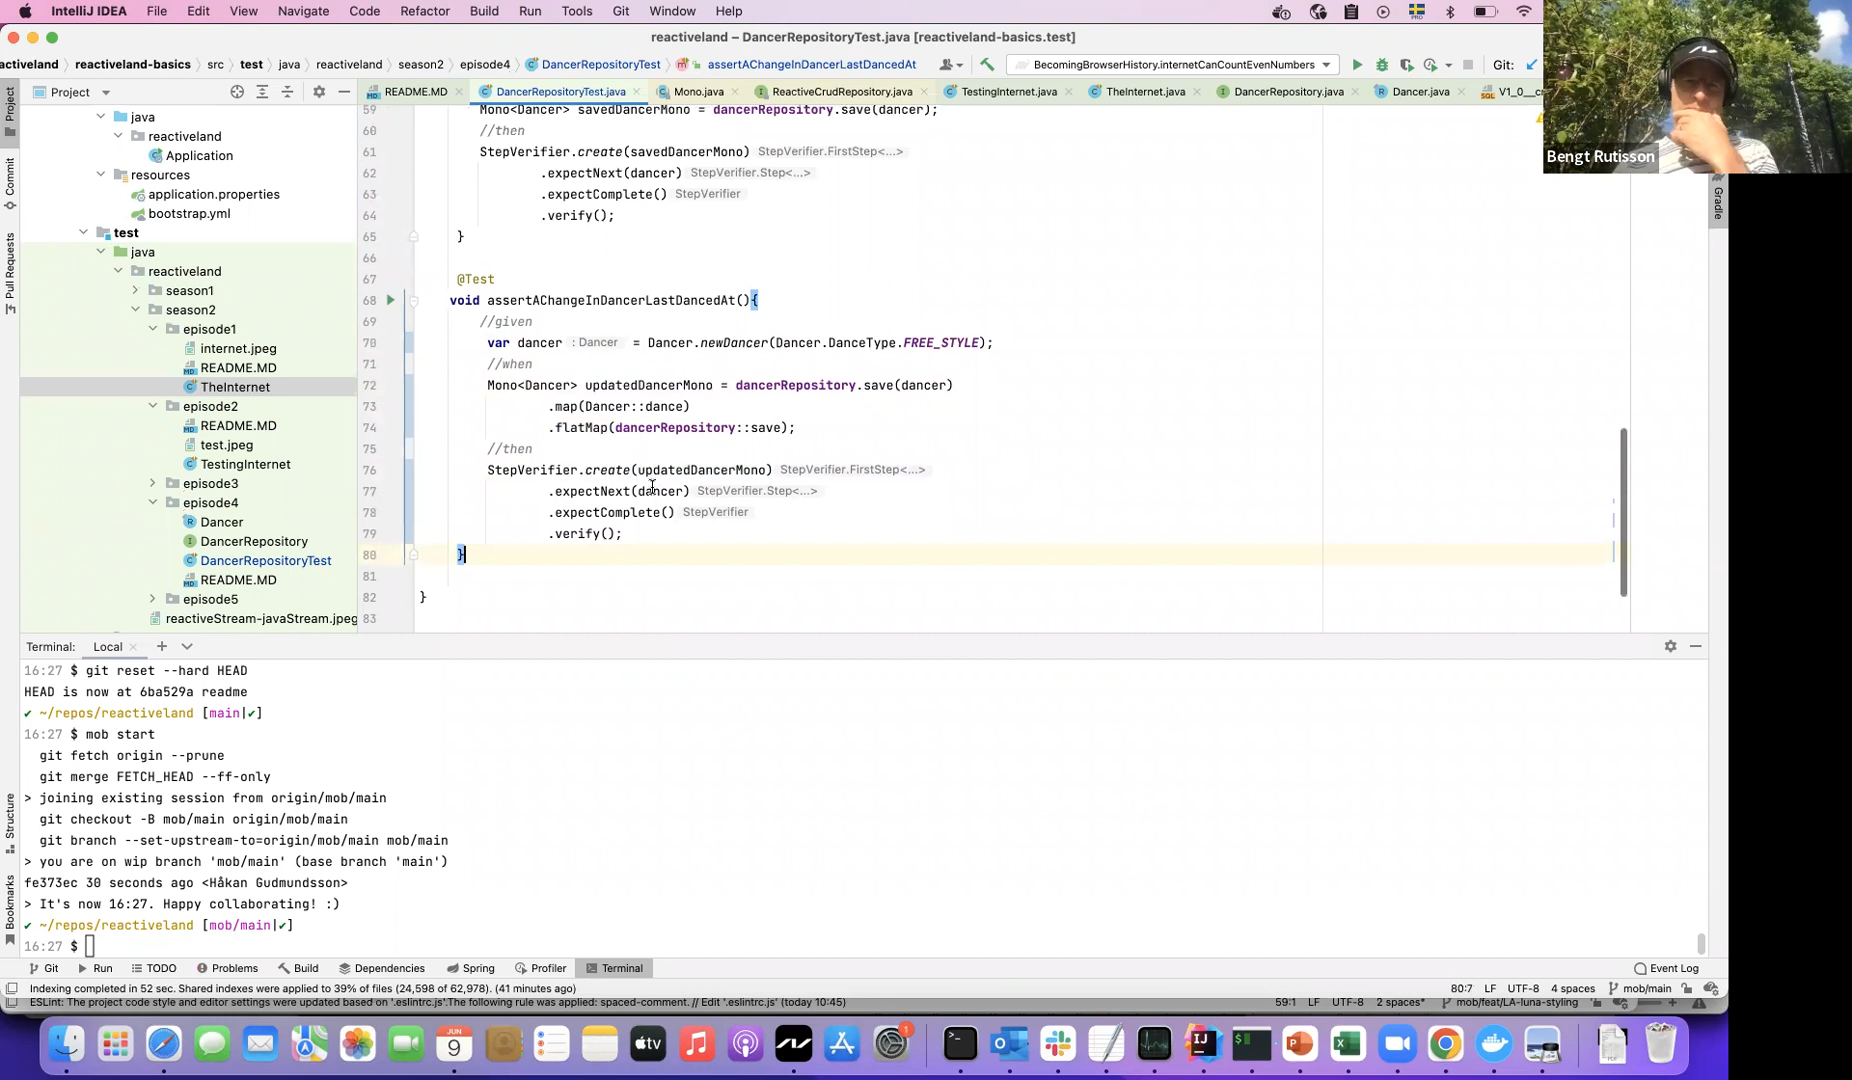 IntelliJ IDEA File Edit View Navigate Code Refactor Build Run Tools Git Window Help
reactiveland – DancerRepositoryTest.java [reactiveland-basics.test]
activeland reactiveland-basics src test java reactiveland season2 episode4 DancerRepositoryTest assertAChangeInDancerLastDancedAt BecomingBrowserHistory.internetCanCountEvenNumbers Git:
Project README.MD DancerRepositoryTest.java Mono.java ReactiveCrudRepository.java TestingInternet.java TheInternet.java DancerRepository.java Dancer.java V1_0__cr
Bengt Rutisson
Project
Commit
Pull Requests
Structure
Bookmarks
Gradle
java
reactiveland
Application
resources
application.properties
bootstrap.yml
test
java
reactiveland
season1
season2
episode1
internet.jpeg
README.MD
TheInternet
episode2
README.MD
test.jpeg
TestingInternet
episode3
episode4
Dancer
DancerRepository
DancerRepositoryTest
README.MD
episode5
reactiveStream-javaStream.jpeg
59 Mono<Dancer> savedDancerMono = dancerRepository.save(dancer);
60 //then
61 StepVerifier.create(savedDancerMono) StepVerifier.FirstStep<...>
62 .expectNext(dancer) StepVerifier.Step<...>
63 .expectComplete() StepVerifier
64 .verify();
65 }
66
67 @Test
68 void assertAChangeInDancerLastDancedAt(){
69 //given
70 var dancer : Dancer = Dancer.newDancer(Dancer.DanceType.FREE_STYLE);
71 //when
72 Mono<Dancer> updatedDancerMono = dancerRepository.save(dancer)
73 .map(Dancer::dance)
74 .flatMap(dancerRepository::save);
75 //then
76 StepVerifier.create(updatedDancerMono) StepVerifier.FirstStep<...>
77 .expectNext(dancer) StepVerifier.Step<...>
78 .expectComplete() StepVerifier
79 .verify();
80 }
81
82 }
83
Terminal: Local
16:27 $ git reset --hard HEAD
HEAD is now at 6ba529a readme
✔ ~/repos/reactiveland [main|✔]
16:27 $ mob start
git fetch origin --prune
git merge FETCH_HEAD --ff-only
> joining existing session from origin/mob/main
git checkout -B mob/main origin/mob/main
git branch --set-upstream-to=origin/mob/main mob/main
> you are on wip branch 'mob/main' (base branch 'main')
fe373ec 30 seconds ago <Håkan Gudmundsson>
> It's now 16:27. Happy collaborating! :)
✔ ~/repos/reactiveland [mob/main|✔]
16:27 $
Git Run TODO Problems Build Dependencies Spring Profiler Terminal Event Log
Indexing completed in 52 sec. Shared indexes were applied to 39% of files (24,598 of 62,978). (41 minutes ago) 80:7 LF UTF-8 4 spaces mob/main
ESLint: The project code style and editor settings were updated based on '.eslintrc.js'.The following rule was applied: spaced-comment. // Edit '.eslintrc.js' (today 10:45) 59:1 LF UTF-8 2 spaces* mob/feat/LA-luna-styling
JUN
9
tv
1